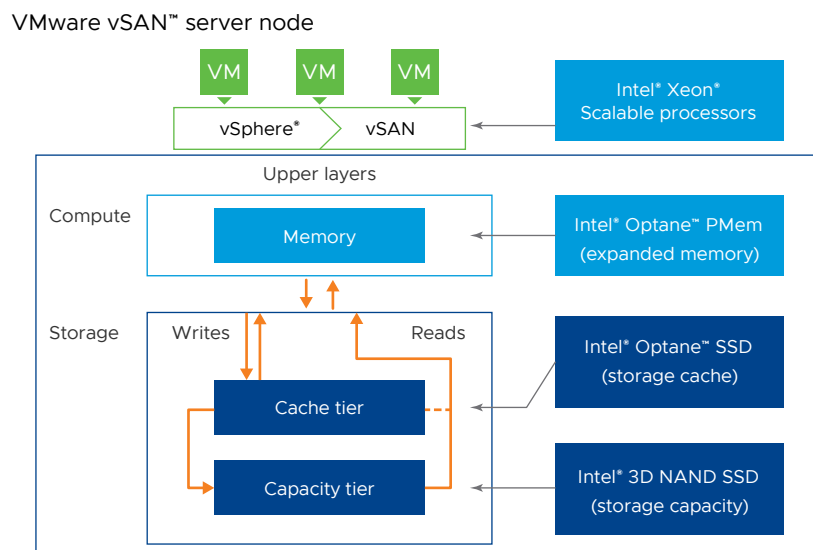 VMware vSAN™ server node
VM
VM
VM
vSphere®
vSAN
Intel® Xeon®
Scalable processors
Upper layers
Compute
Memory
Intel® Optane™ PMem
(expanded memory)
Storage
Writes
Reads
Intel® Optane™ SSD
(storage cache)
Cache tier
Capacity tier
Intel® 3D NAND SSD
(storage capacity)